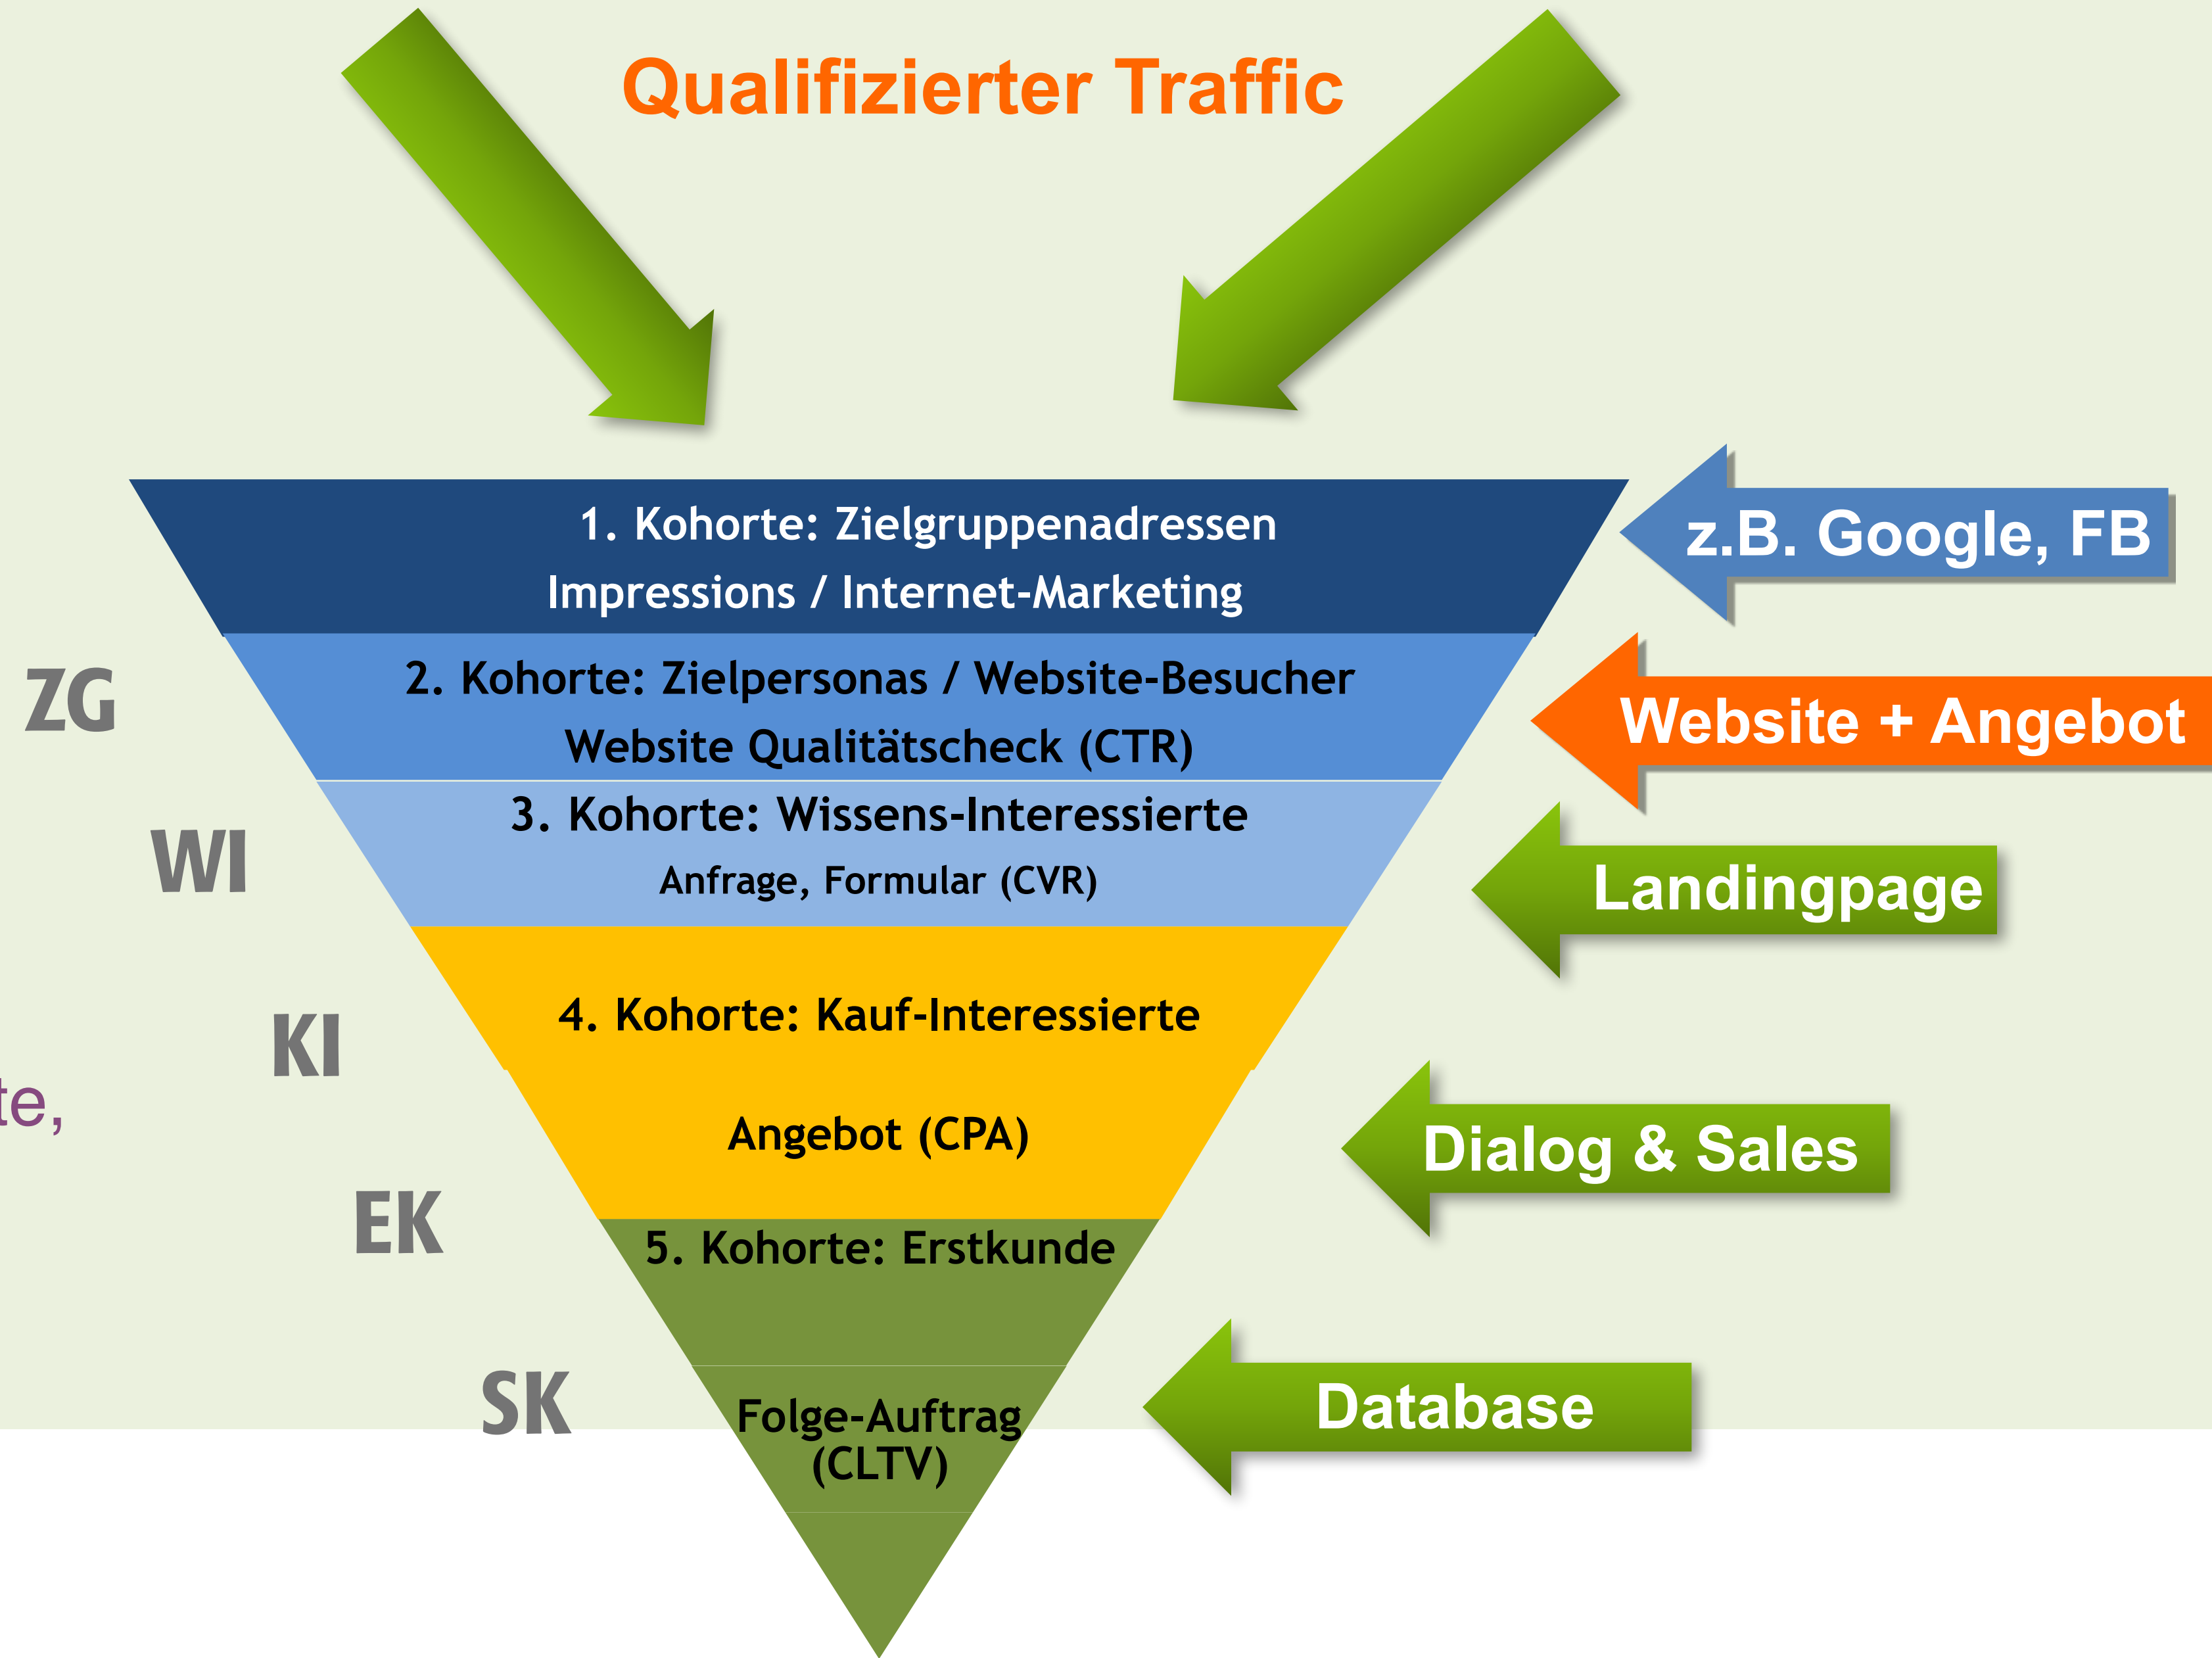 Qualifizierter Traffic
1. Kohorte: Zielgruppenadressen
Impressions / Internet-Marketing
z.B. Google, FB
ZG
2. Kohorte: Zielpersonas / Website-Besucher
Website Qualitätscheck (CTR)
Website + Angebot
WI
3. Kohorte: Wissens-Interessierte
Anfrage, Formular (CVR)
Landingpage
KI
4. Kohorte: Kauf-Interessierte
te,
Angebot (CPA)
Dialog & Sales
EK
5. Kohorte: Erstkunde
SK
Folge-Auftrag
(CLTV)
Database